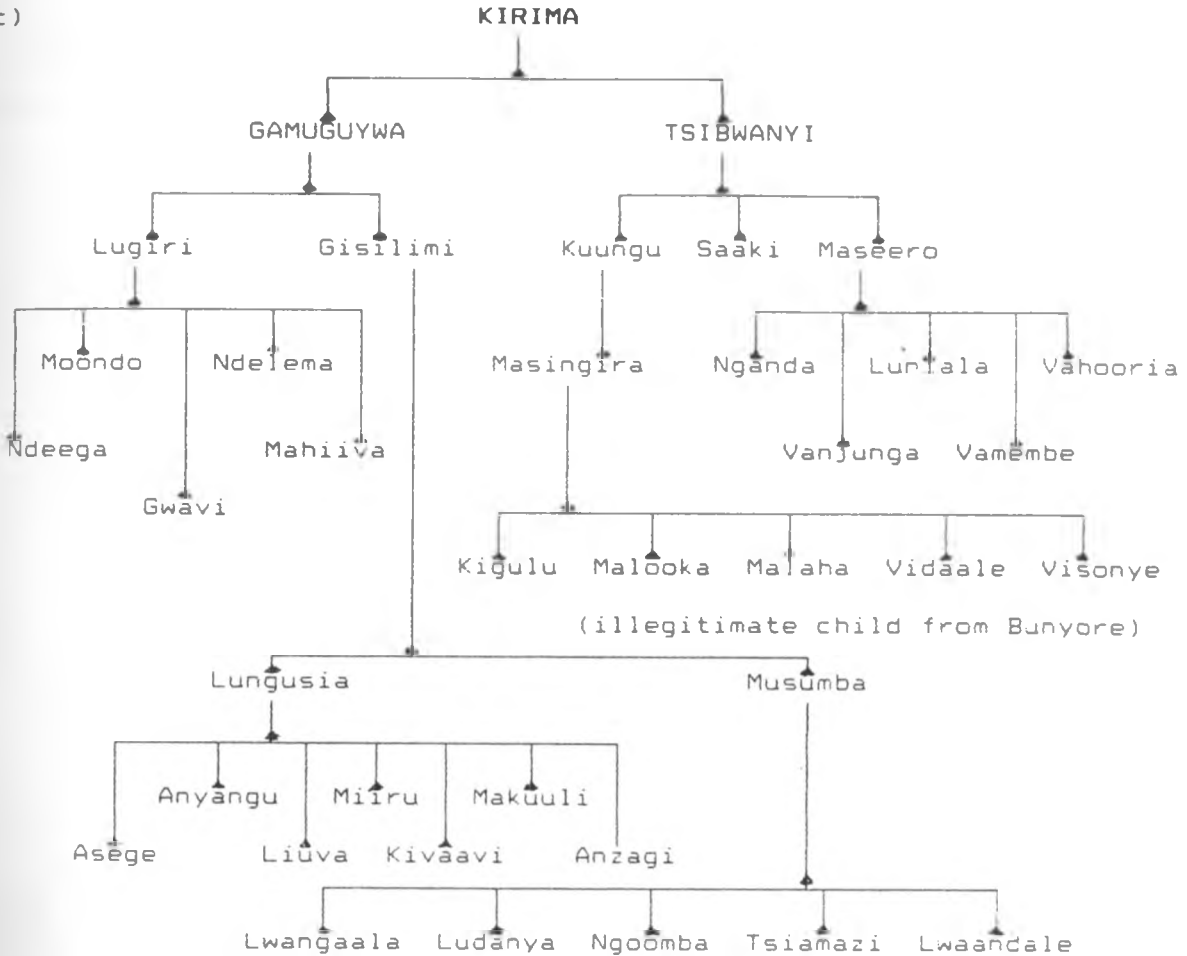 c)
KIRIMA
GAMUGUYWA TSIBWANYI
Lugiri Gisilimi Kuungu Saaki Maseero
Moondo Ndelema Masingira Nganda Vahooria
Ndeega Mahiiva Vanjunga Vamembe
Gwavi
Kigulu Malooka Malaha Vidaale Visonye
(illegitimate child from Bunyore)
Lungusia Musumba
Anyangu Miiru Makuuli
Asege Liuva Kivaavi Anzagi
Lwangaala Ludanya Ngoomba Tsiamazi Lwaandale